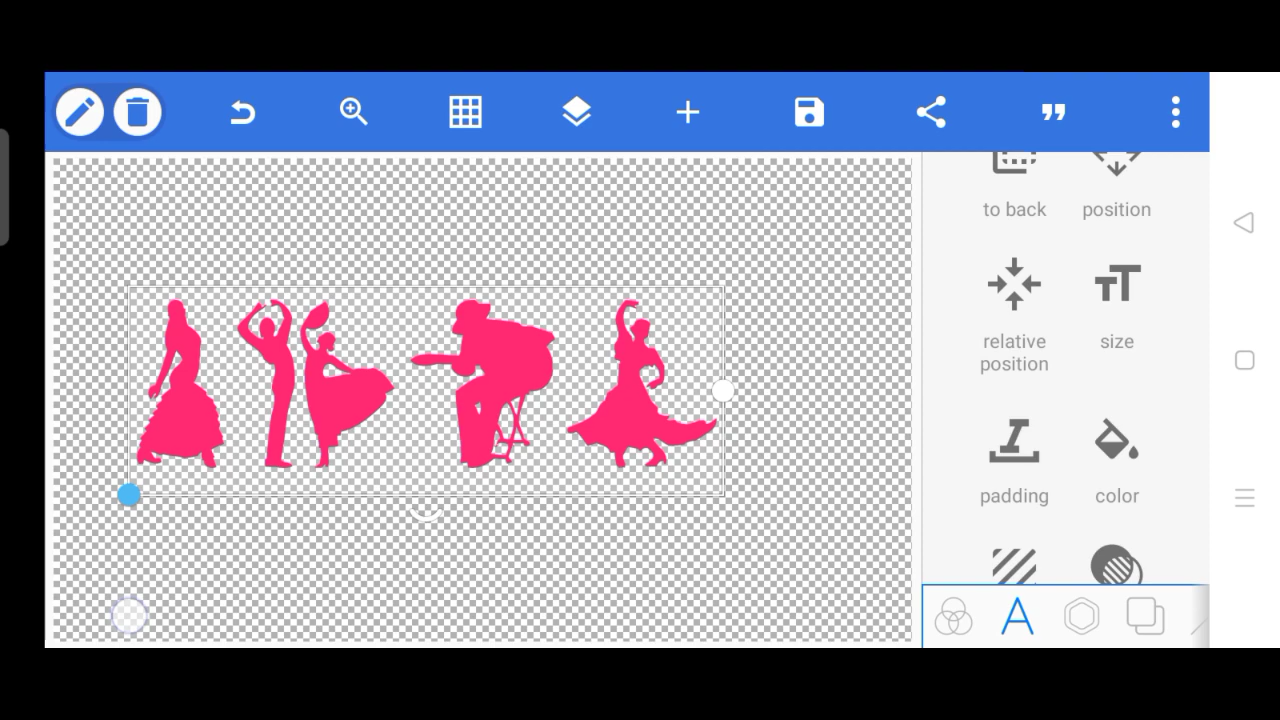 to back
position
relative
position
size
padding
color